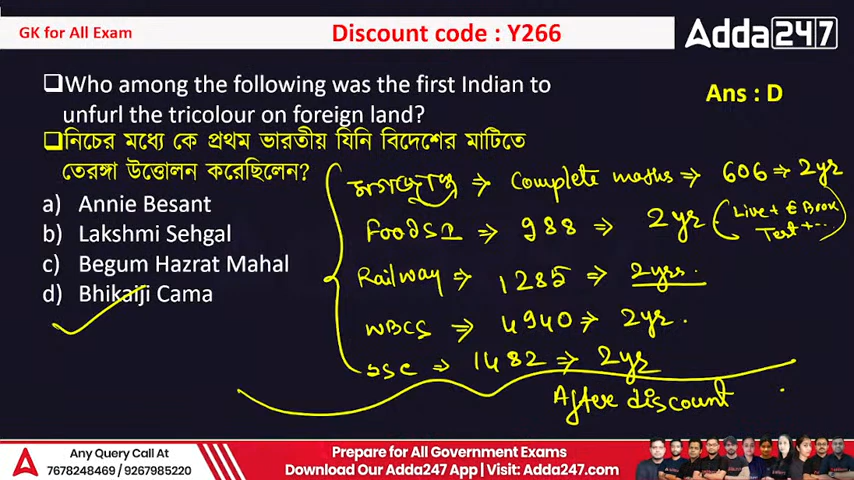 GK for All Exam
Discount code : Y266
Adda247
Who among the following was the first Indian to
unfurl the tricolour on foreign land?
Ans : D
নিচের মধ্যে কে প্রথম ভারতীয় যিনি বিদেশের মাটিতে
তেরঙ্গা উত্তোলন করেছিলেন?
a) Annie Besant
b) Lakshmi Sehgal
c) Begum Hazrat Mahal
d) Bhikaiji Cama
⇒ Complete maths ⇒ 606 ⇒ 2yr
FoodSI ⇒ 988 ⇒ 2yr (Live + E Book
Test + ...)
Railway ⇒ 1285 ⇒ 2yrs.
WBCS ⇒ 4940 ⇒ 2yr.
SSC ⇒ 1482 ⇒ 2yr
After discount
Any Query Call At
7678248469 / 9267985220
Prepare for All Government Exams
Download Our Adda247 App | Visit: Adda247.com